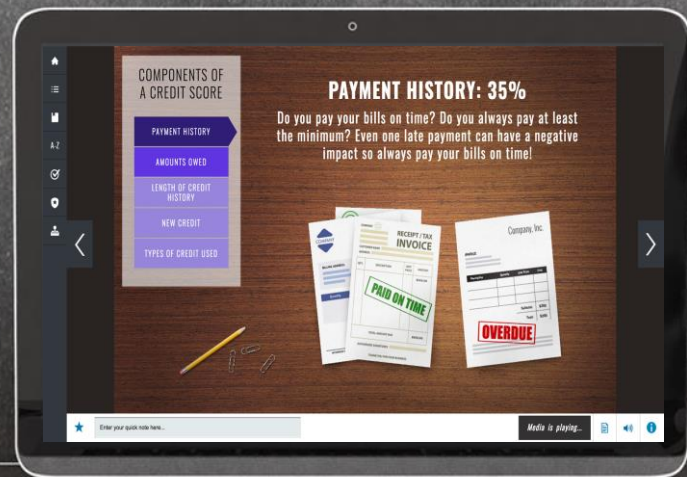 COMPONENTS OF
A CREDIT SCORE
PAYMENT HISTORY
AMOUNTS OWED
LENGTH OF CREDIT
HISTORY
NEW CREDIT
TYPES OF CREDIT USED
A-Z
PAYMENT HISTORY: 35%
Do you pay your bills on time? Do you always pay at least
the minimum? Even one late payment can have a negative
impact so always pay your bills on time!
COMPANY
RECEIPT / TAX
INVOICE
PAID ON TIME
Company, Inc.
INVOICE
OVERDUE
Enter your quick note here...
Media is playing...